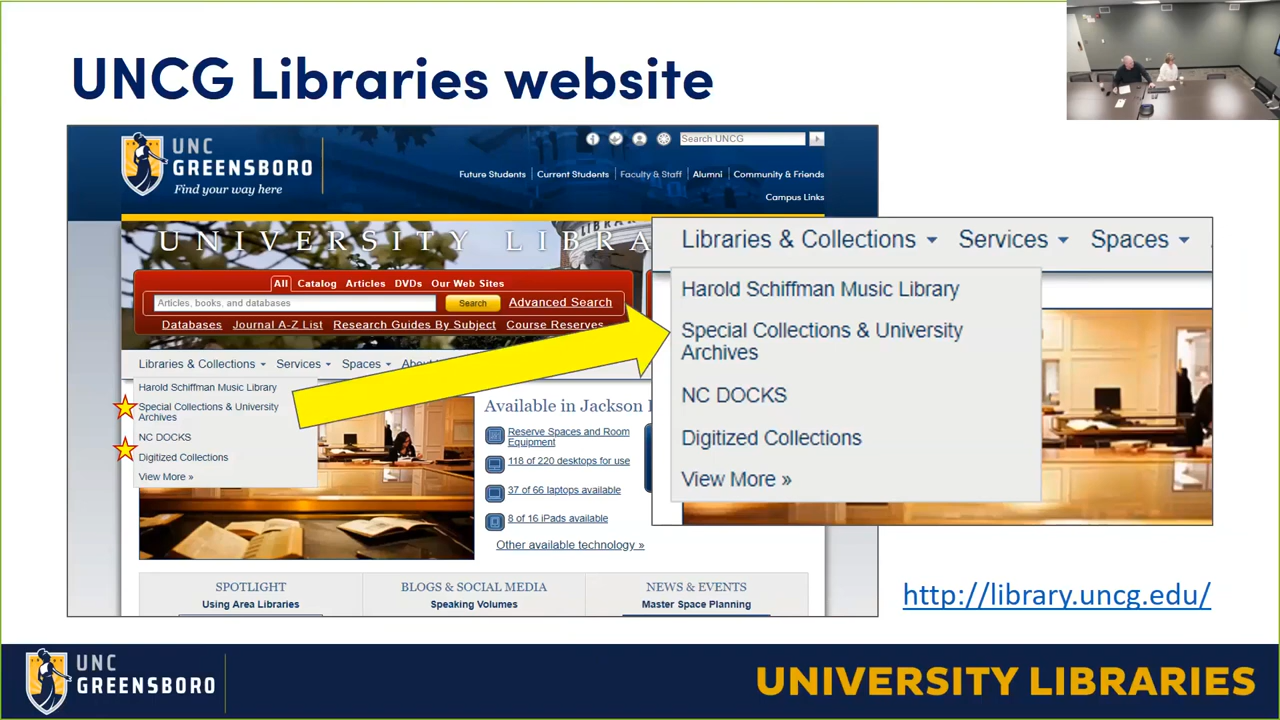 UNCG Libraries website
UNC
GREENSBORO
Find your way here
Search UNCG
Future Students
Current Students
Faculty & Staff
Alumni
Community & Friends
Campus Links
UNIVERSITY LIBRA
LIBRAR
All
Catalog
Articles
DVDs
Our Web Sites
Articles, books, and databases
Search
Advanced Search
Databases
Journal A-Z List
Research Guides By Subject
Course Reserves
Libraries & Collections
Services
Spaces
About
Harold Schiffman Music Library
Special Collections & University
Archives
NC DOCKS
Digitized Collections
View More »
Available in Jackson
Reserve Spaces and Room
Equipment
118 of 220 desktops for use
37 of 66 laptops available
8 of 16 iPads available
Other available technology »
SPOTLIGHT
Using Area Libraries
BLOGS & SOCIAL MEDIA
Speaking Volumes
NEWS & EVENTS
Master Space Planning
Libraries & Collections
Services
Spaces
Harold Schiffman Music Library
Special Collections & University
Archives
NC DOCKS
Digitized Collections
View More »
http://library.uncg.edu/
UNC
GREENSBORO
UNIVERSITY LIBRARIES